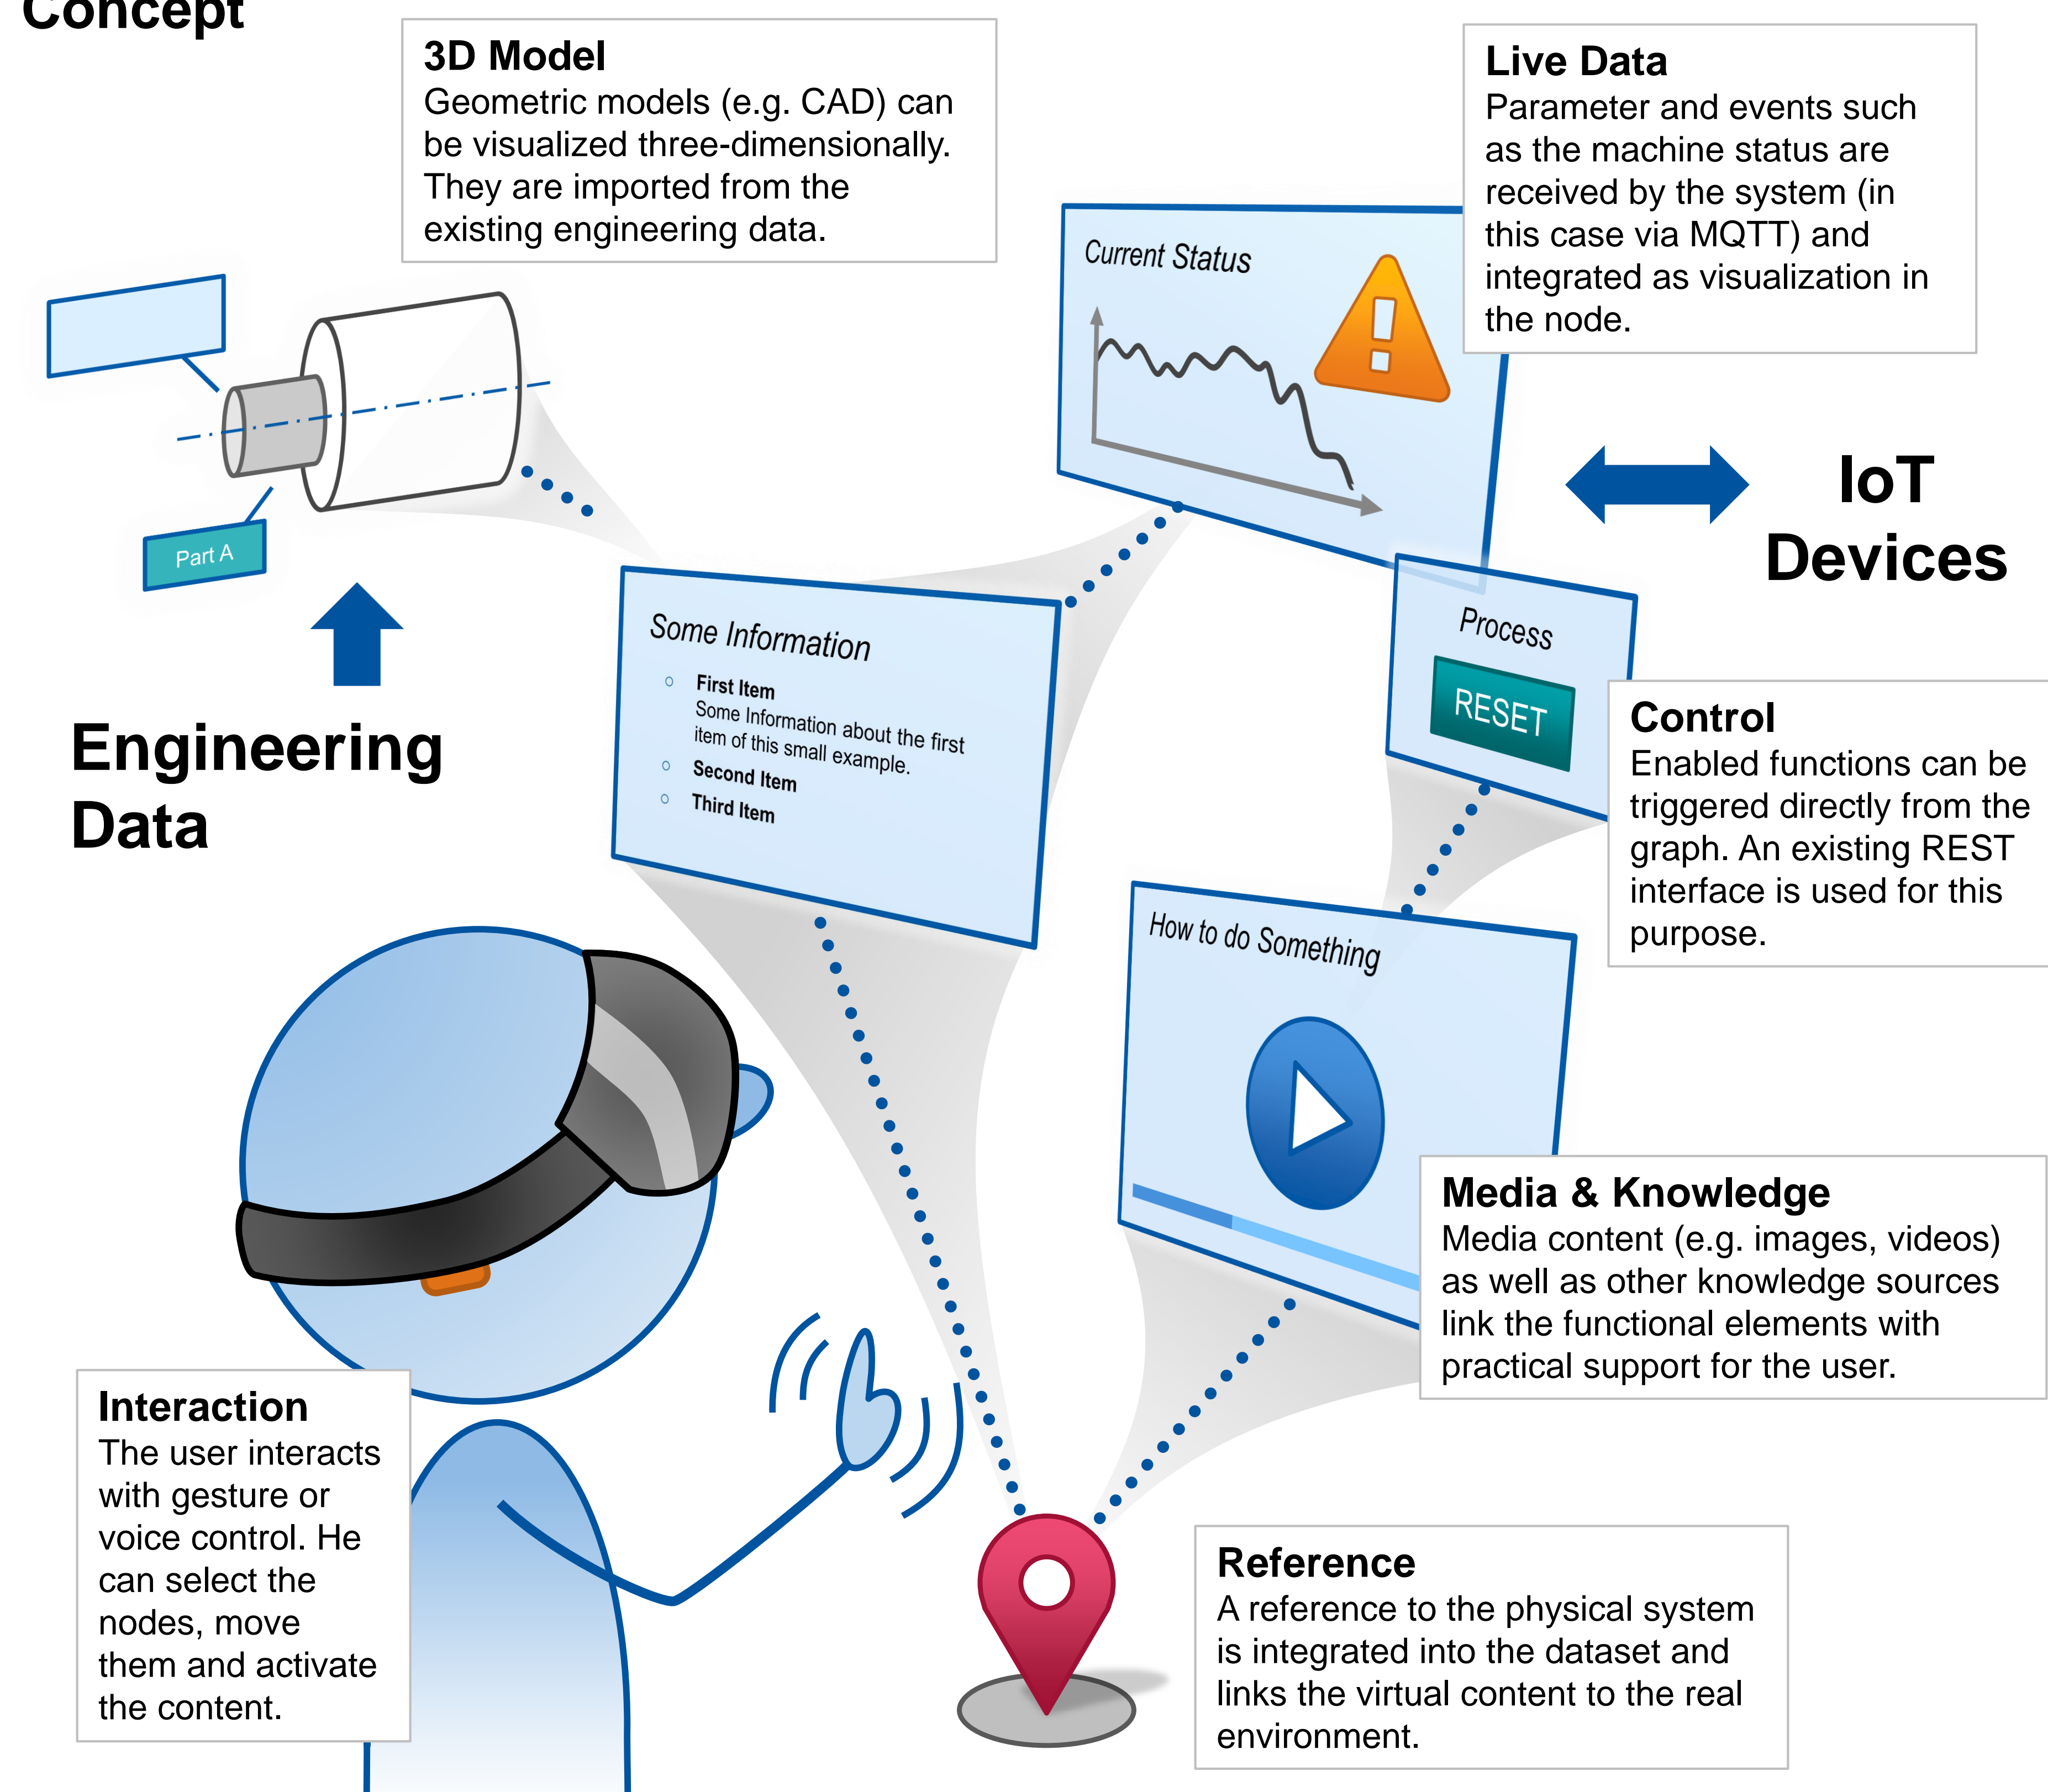 Concept
3D Model
Geometric models (e.g. CAD) can
be visualized three-dimensionally.
They are imported from the
existing engineering data.
Live Data
Parameter and events such
as the machine status are
received by the system (in
this case via MQTT) and
integrated as visualization in
the node.
Current Status
Part A
IoT
Devices
Engineering
Data
Some Information
First Item
Some Information about the first
item of this small example.
Second Item
Third Item
Process
RESET
Control
Enabled functions can be
triggered directly from the
graph. An existing REST
interface is used for this
purpose.
How to do Something
Media & Knowledge
Media content (e.g. images, videos)
as well as other knowledge sources
link the functional elements with
practical support for the user.
Interaction
The user interacts
with gesture or
voice control. He
can select the
nodes, move
them and activate
the content.
Reference
A reference to the physical system
is integrated into the dataset and
links the virtual content to the real
environment.